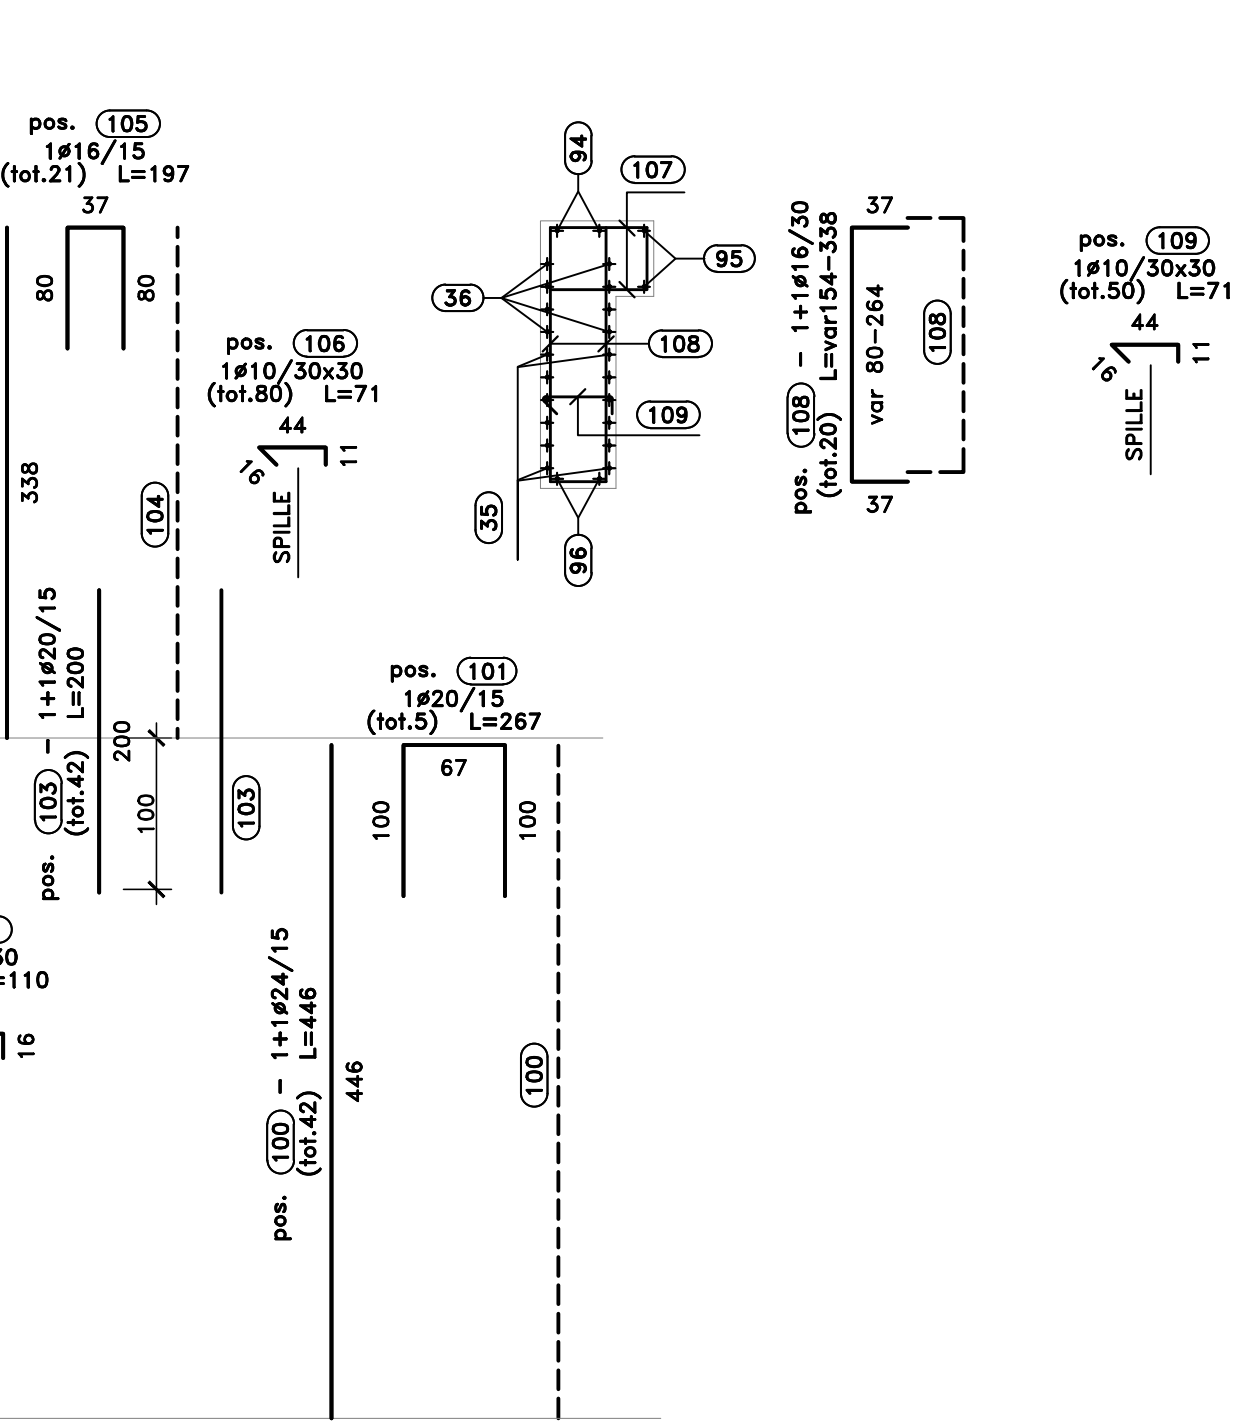 pos. 105
1ø16/15
(tot.21) L=197
37
80
80
338
104
pos. 106
1ø10/30x30
(tot.80) L=71
44
16
11
SPILLE
94
107
95
36
108
109
35
96
pos. 108 - 1+1ø16/30
(tot.20) L=var154-338
37
var 80-264
108
37
pos. 109
1ø10/30x30
(tot.50) L=71
44
16
11
SPILLE
pos. 103 - 1+1ø20/15
(tot.42) L=200
200
100
103
pos. 101
1ø20/15
(tot.5) L=267
67
100
100
=110
16
pos. 100 - 1+1ø24/15
(tot.42) L=446
446
100